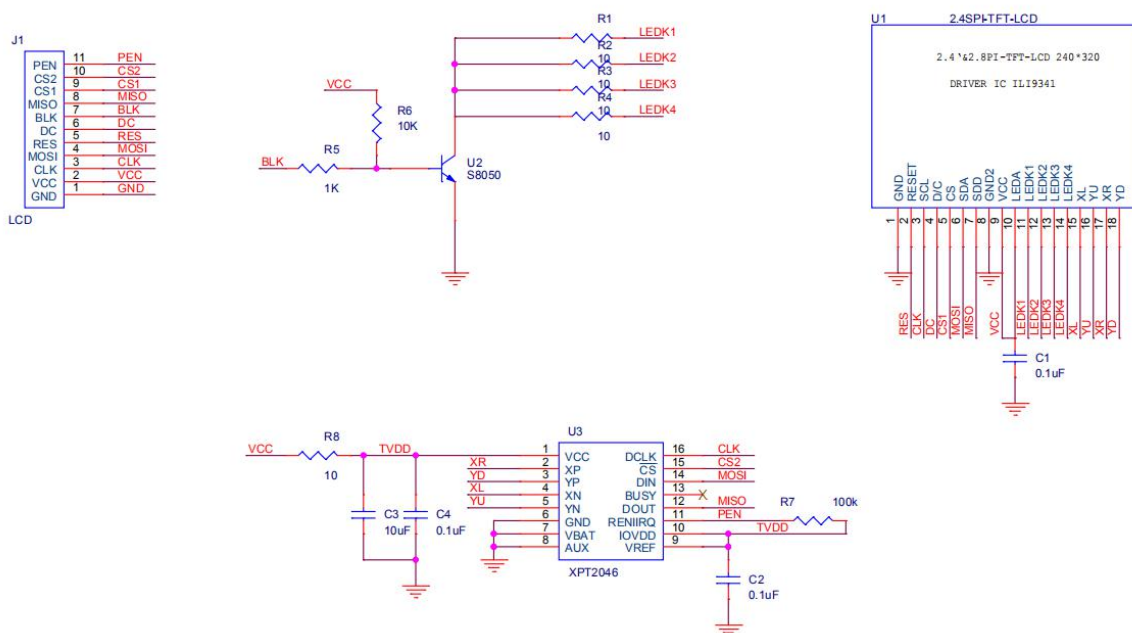 J1
PEN 11 PEN
CS2 10 CS2
CS1 9 CS1
MISO 8 MISO
BLK 7 BLK
DC 6 DC
RES 5 RES
MOSI 4 MOSI
CLK 3 CLK
VCC 2 VCC
GND 1 GND
LCD
R1
LEDK1
R2
10
LEDK2
R3
10
LEDK3
R4
10
LEDK4
10
VCC
R6
10K
BLK
R5
1K
U2
S8050
U1
2.4SPI-TFT-LCD
2.4'&2.8PI-TFT-LCD 240*320
DRIVER IC ILI9341
GND RESET SCL D/C CS SDA SDD GND2 VCC LEDA LEDK1 LEDK2 LEDK3 LEDK4 XL YU XR YD
1 2 3 4 5 6 7 8 9 10 11 12 13 14 15 16 17 18
RES CLK DC CS1 MOSI MISO VCC LEDK1 LEDK2 LEDK3 LEDK4 XL YU XR YD
C1
0.1uF
VCC
R8
10
TVDD
C3
10uF
C4
0.1uF
U3
1 VCC DCLK 16 CLK
XR 2 XP CS 15 CS2
YD 3 YP DIN 14 MOSI
XL 4 XN BUSY 13
YU 5 YN DOUT 12 MISO
6 GND RENIIRQ 11 PEN
7 VBAT IOVDD 10 TVDD
8 AUX VREF 9
XPT2046
R7
100k
C2
0.1uF